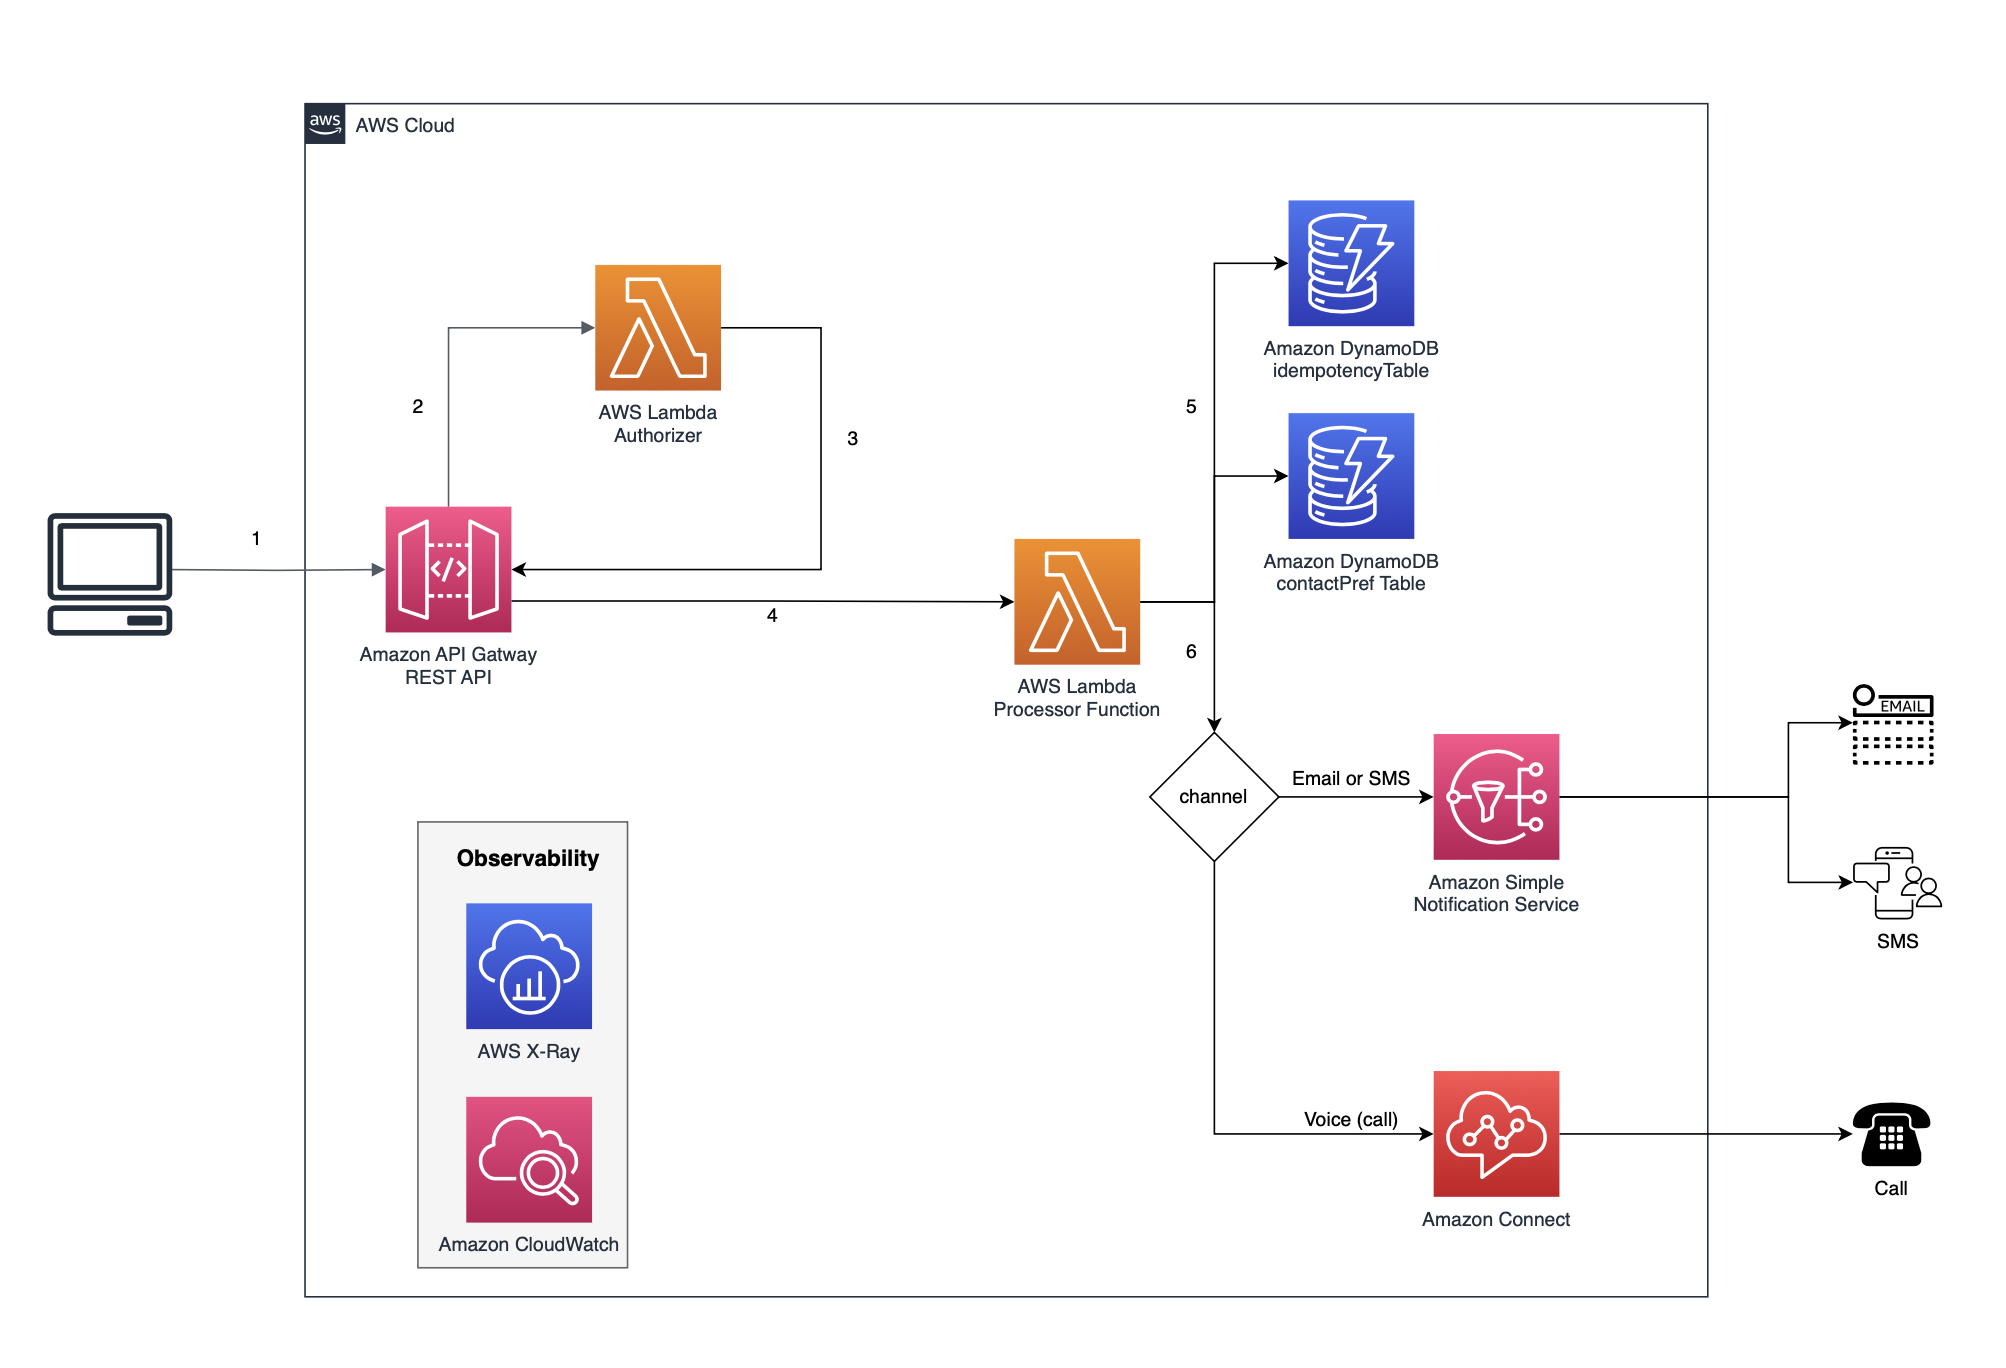 aws
AWS Cloud
Amazon DynamoDB
idempotencyTable
2
AWS Lambda
Authorizer
3
5
1
Amazon DynamoDB
contactPref Table
</>
4
Amazon API Gatway
REST API
6
AWS Lambda
Processor Function
EMAIL
channel
Email or SMS
Observability
Amazon Simple
Notification Service
SMS
AWS X-Ray
Voice (call)
Call
Amazon Connect
Amazon CloudWatch